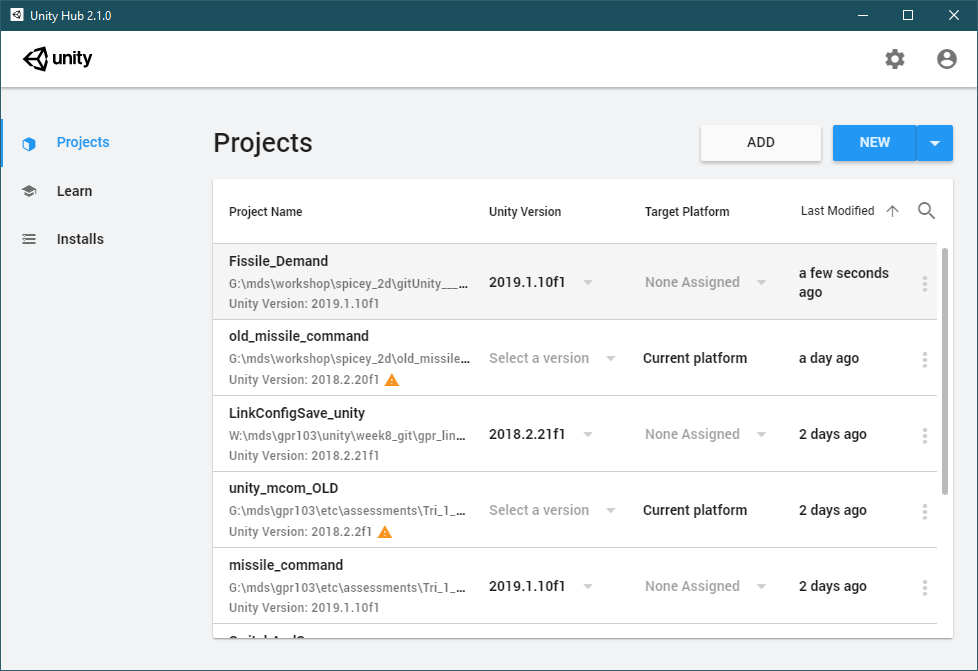 Unity Hub 2.1.0
unity
Projects
Learn
Installs
Projects
ADD
NEW
Project Name
Unity Version
Target Platform
Last Modified
Fissile_Demand
G:\mds\workshop\spicey_2d\gitUnity___...
Unity Version: 2019.1.10f1
2019.1.10f1
None Assigned
a few seconds
ago
old_missile_command
G:\mds\workshop\spicey_2d\old_missile...
Unity Version: 2018.2.20f1
Select a version
Current platform
a day ago
LinkConfigSave_unity
W:\mds\gpr103\unity\week8_git\gpr_lin...
Unity Version: 2018.2.21f1
2018.2.21f1
None Assigned
2 days ago
unity_mcom_OLD
G:\mds\gpr103\etc\assessments\Tri_1_...
Unity Version: 2018.2.2f1
Select a version
Current platform
2 days ago
missile_command
G:\mds\gpr103\etc\assessments\Tri_1_...
Unity Version: 2019.1.10f1
2019.1.10f1
None Assigned
2 days ago